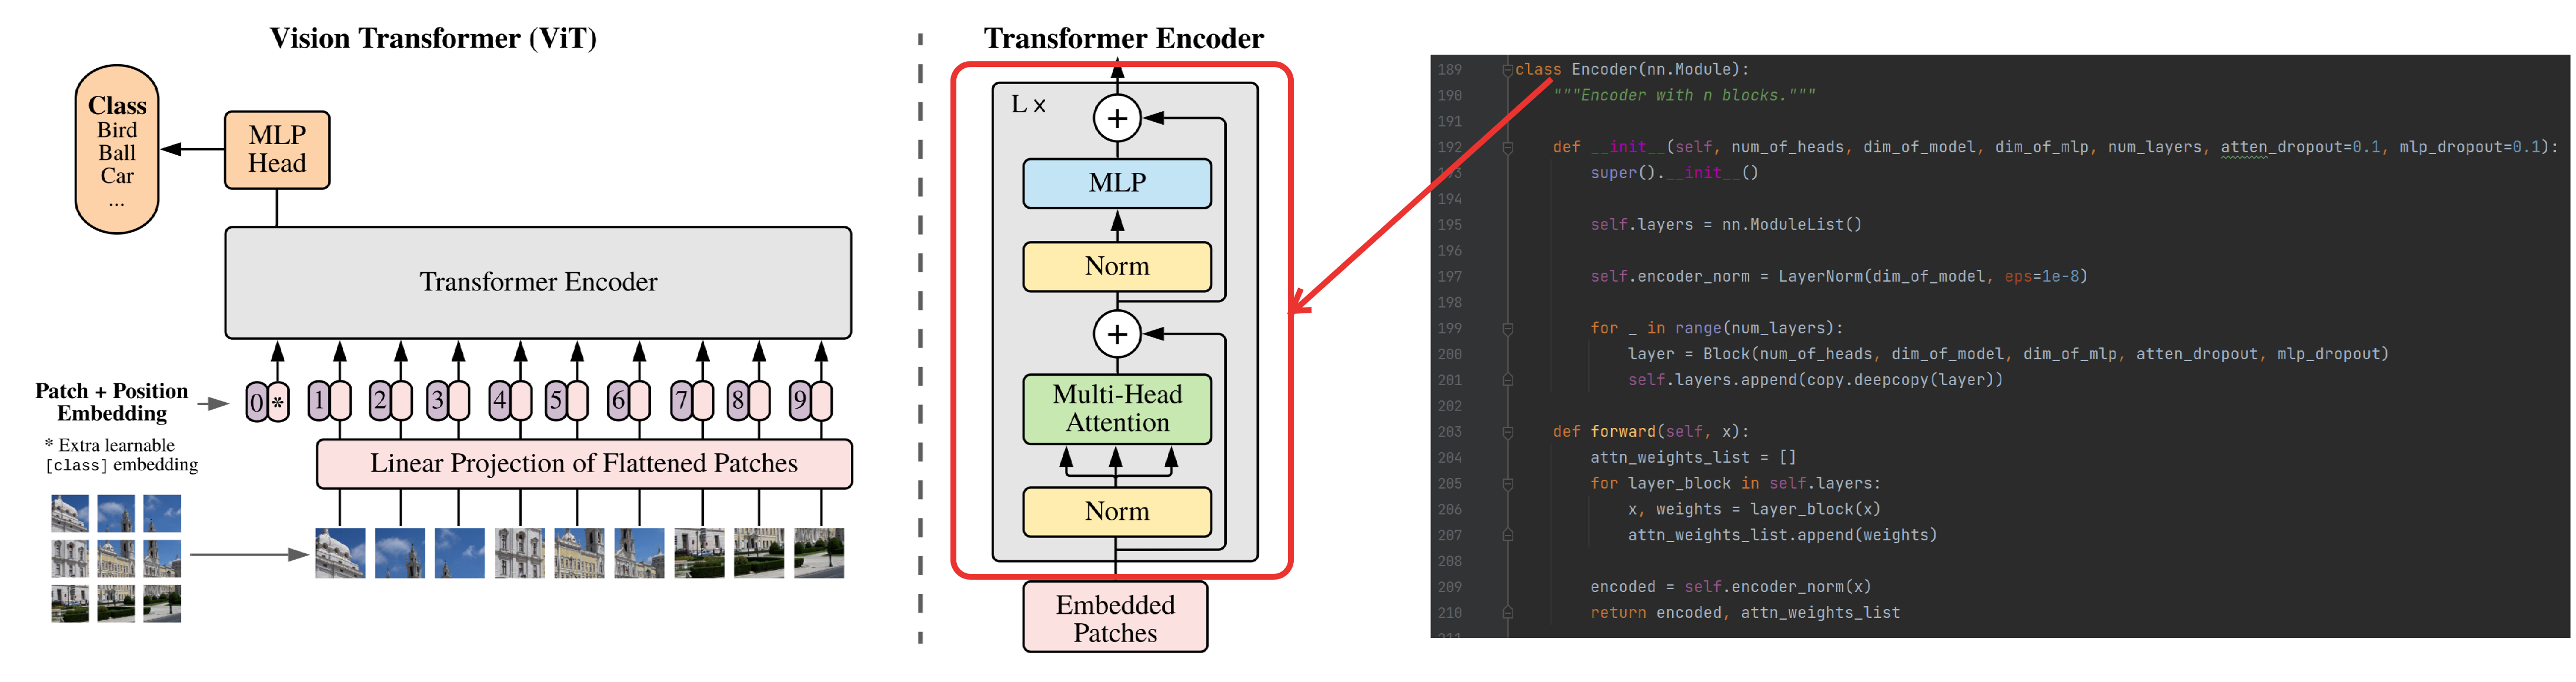 Vision Transformer (ViT)
Class
Bird
Ball
Car
...
MLP
Head
Transformer Encoder
Patch + Position
Embedding
0 * 1 2 3 4 5 6 7 8 9
* Extra learnable
[class] embedding
Linear Projection of Flattened Patches
Transformer Encoder
L x
+
MLP
Norm
+
Multi-Head
Attention
Norm
Embedded
Patches
189 class Encoder(nn.Module):
190 """Encoder with n blocks."""
191
192 def __init__(self, num_of_heads, dim_of_model, dim_of_mlp, num_layers, atten_dropout=0.1, mlp_dropout=0.1):
193 super().__init__()
194
195 self.layers = nn.ModuleList()
196
197 self.encoder_norm = LayerNorm(dim_of_model, eps=1e-8)
198
199 for _ in range(num_layers):
200 layer = Block(num_of_heads, dim_of_model, dim_of_mlp, atten_dropout, mlp_dropout)
201 self.layers.append(copy.deepcopy(layer))
202
203 def forward(self, x):
204 attn_weights_list = []
205 for layer_block in self.layers:
206 x, weights = layer_block(x)
207 attn_weights_list.append(weights)
208
209 encoded = self.encoder_norm(x)
210 return encoded, attn_weights_list